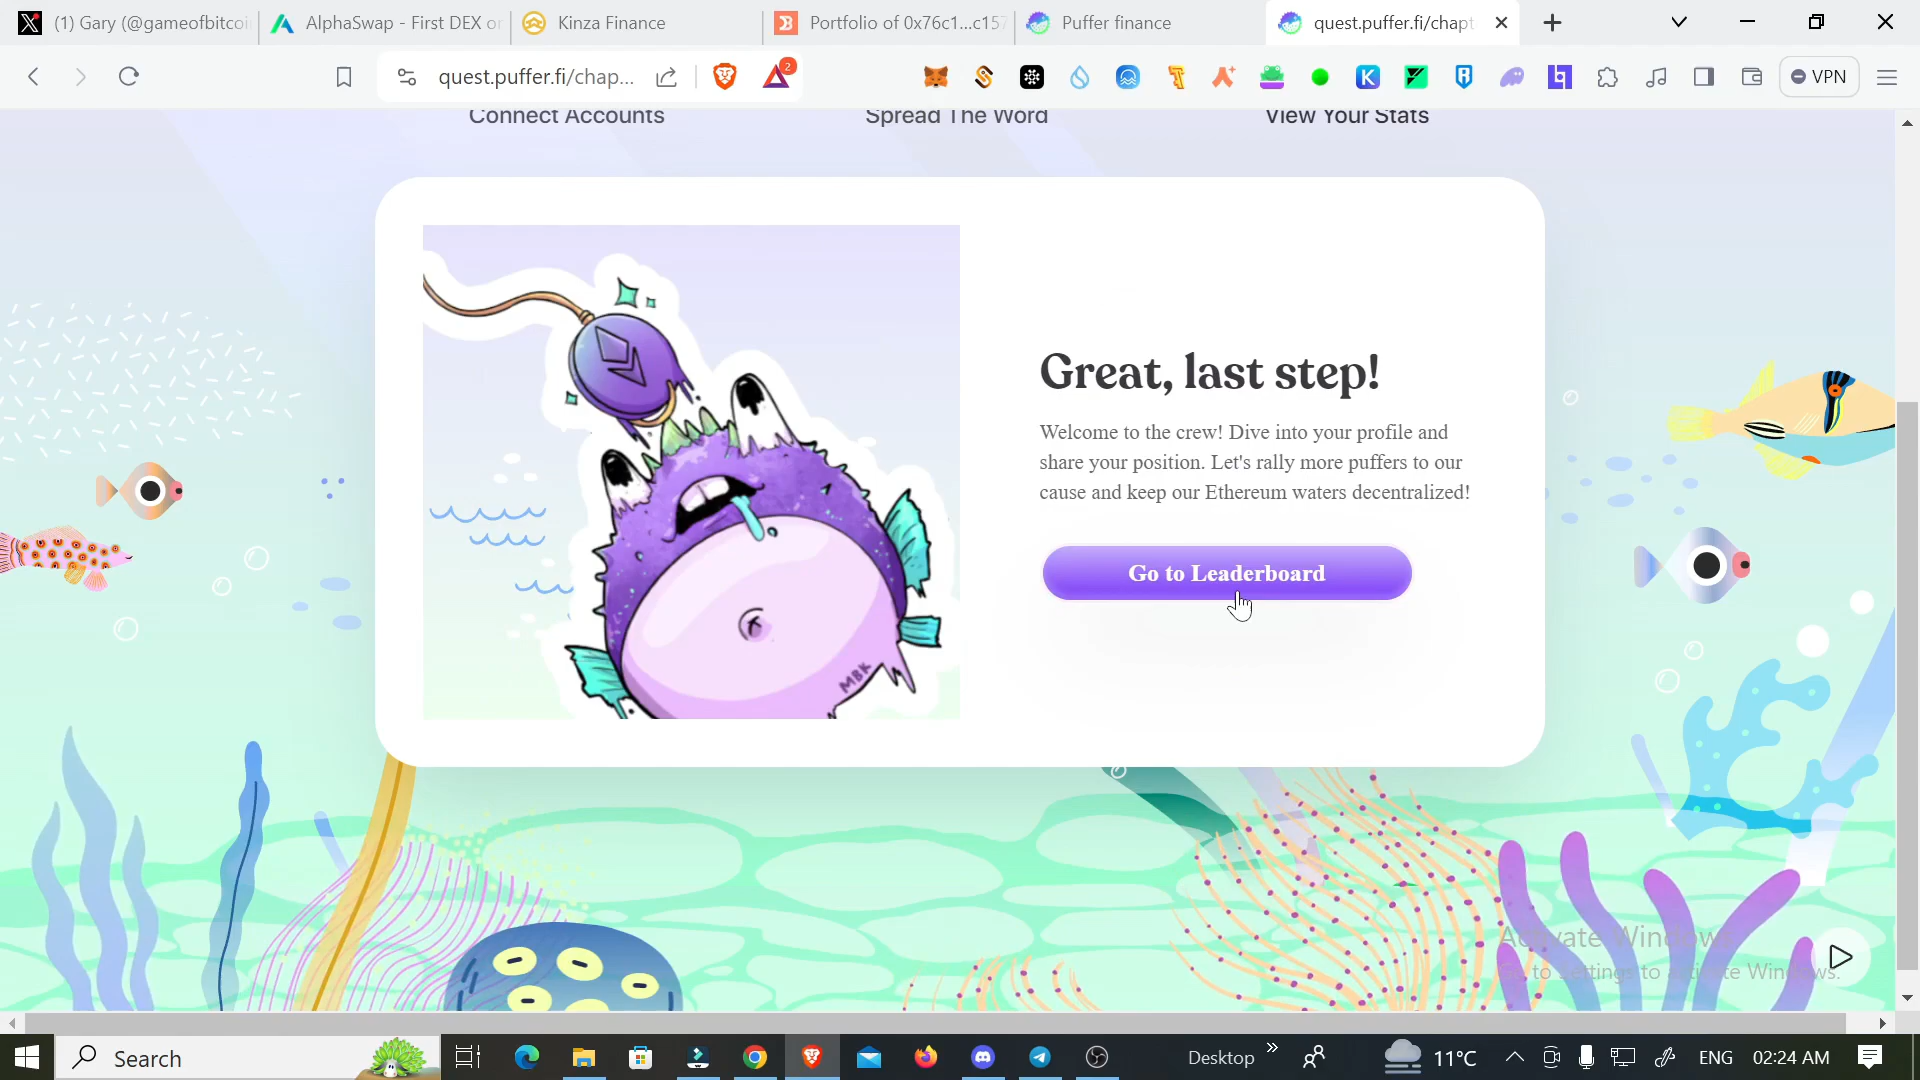 (1) Gary (@gameofbitcoi
AlphaSwap - First DEX or
Kinza Finance
Portfolio of 0x76c1...c157
Puffer finance
quest.puffer.fi/chapt
quest.puffer.fi/chap...
2
VPN
Connect Accounts
Spread The Word
View Your Stats
Great, last step!
Welcome to the crew! Dive into your profile and
share your position. Let's rally more puffers to our
cause and keep our Ethereum waters decentralized!
Go to Leaderboard
MBK
Activate Windows
Go to Settings to activate Windows.
Search
Desktop
11°C
ENG
02:24 AM